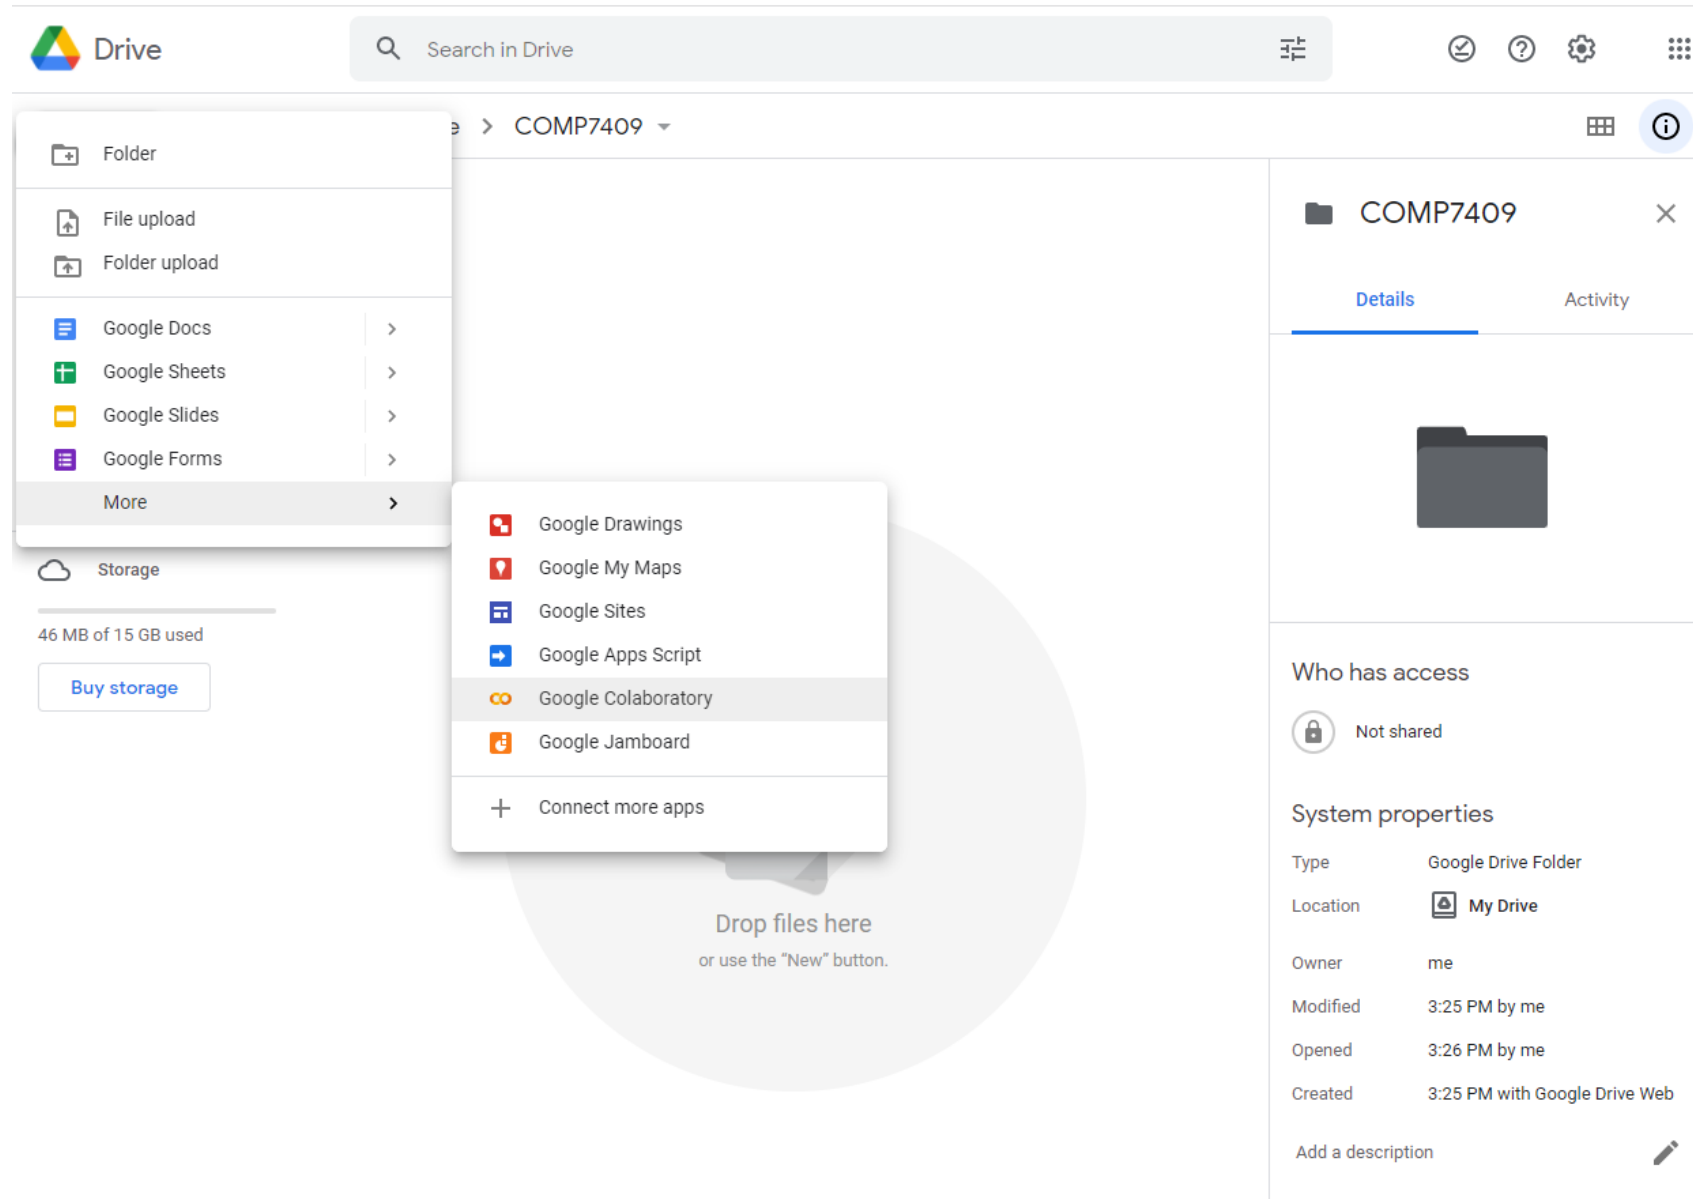 Drive
Search in Drive
e > COMP7409
Folder
File upload
Folder upload
Google Docs
Google Sheets
Google Slides
Google Forms
More
Google Drawings
Google My Maps
Google Sites
Google Apps Script
Google Colaboratory
Google Jamboard
Connect more apps
Storage
46 MB of 15 GB used
Buy storage
Drop files here
or use the “New” button.
COMP7409
Details Activity
Who has access
Not shared
System properties
Type Google Drive Folder
Location My Drive
Owner me
Modified 3:25 PM by me
Opened 3:26 PM by me
Created 3:25 PM with Google Drive Web
Add a description